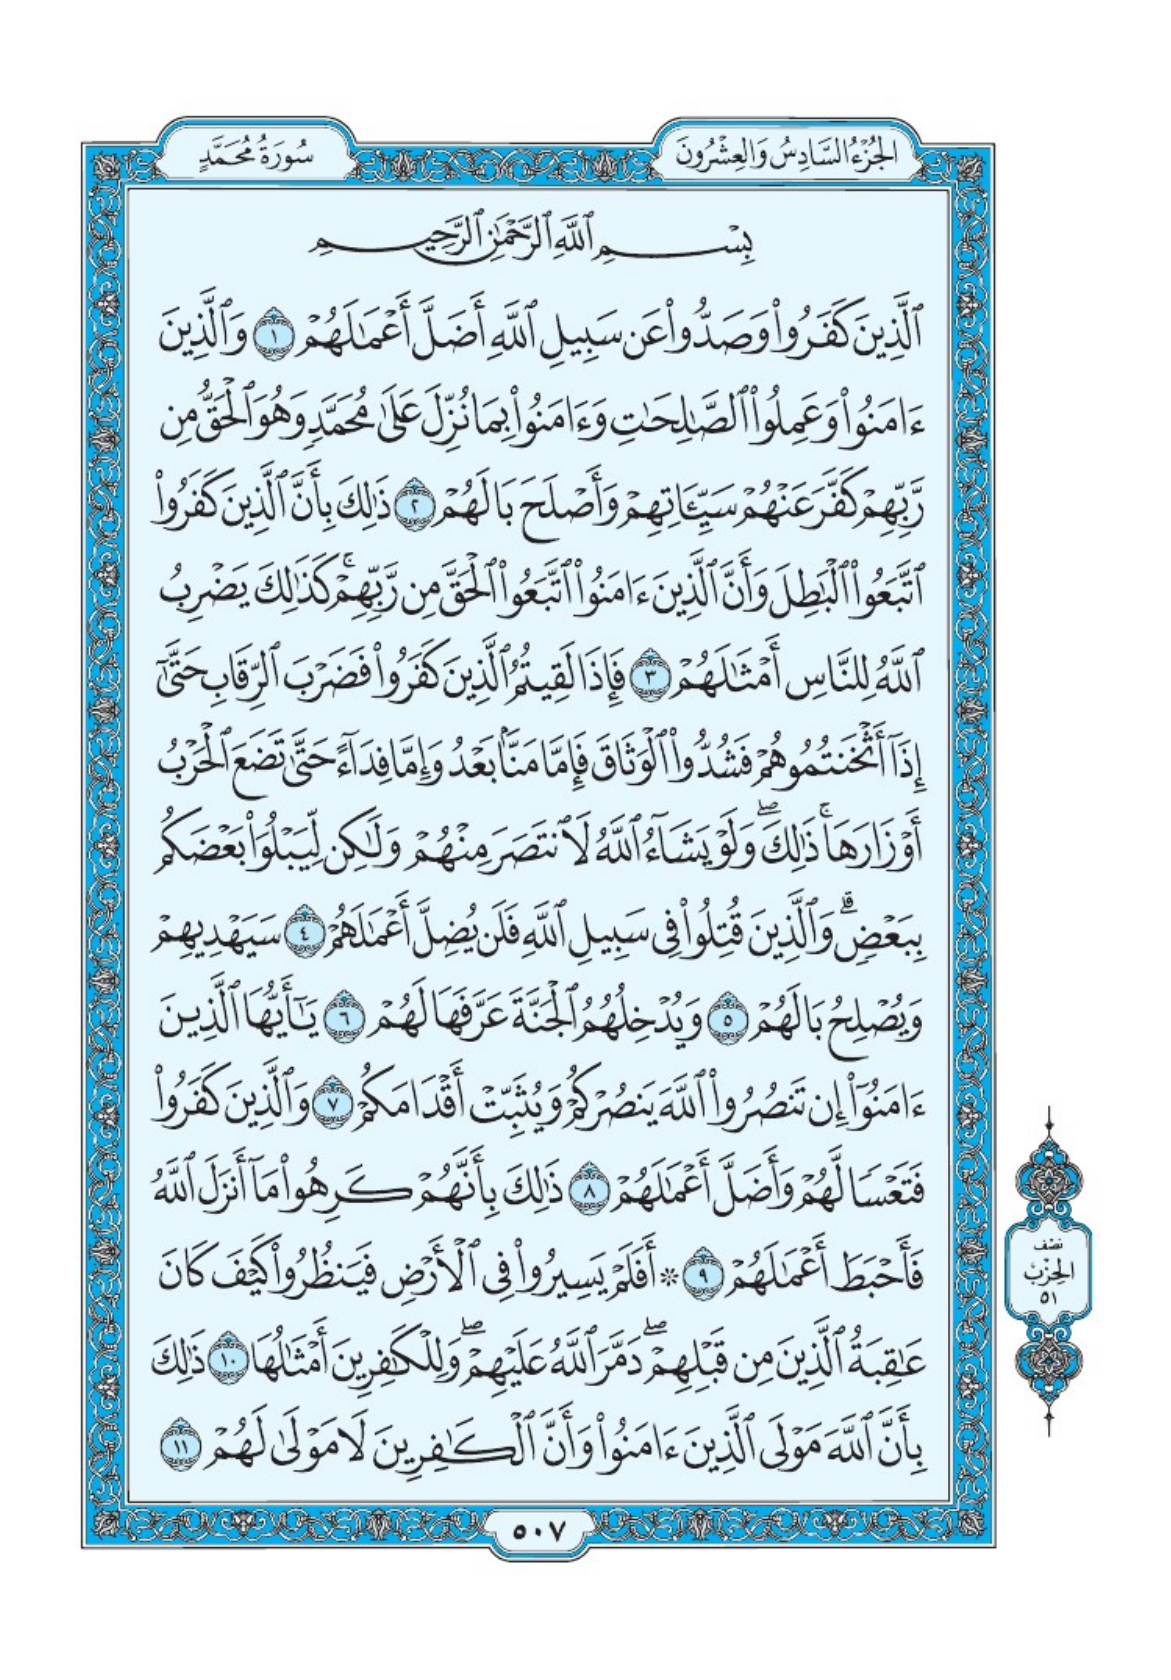 الجُزْءُ السَّادِسُ وَالعِشْرُونَ
سُورَةُ مُحَمَّدٍ
بِسْمِ ٱللَّهِ ٱلرَّحْمَٰنِ ٱلرَّحِيمِ
ٱلَّذِينَ كَفَرُوا۟ وَصَدُّوا۟ عَن سَبِيلِ ٱللَّهِ أَضَلَّ أَعْمَٰلَهُمْ ١ وَٱلَّذِينَ
ءَامَنُوا۟ وَعَمِلُوا۟ ٱلصَّٰلِحَٰتِ وَءَامَنُوا۟ بِمَا نُزِّلَ عَلَىٰ مُحَمَّدٍ وَهُوَ ٱلْحَقُّ مِن
رَّبِّهِمْ كَفَّرَ عَنْهُمْ سَيِّـَٔاتِهِمْ وَأَصْلَحَ بَالَهُمْ ٢ ذَٰلِكَ بِأَنَّ ٱلَّذِينَ كَفَرُوا۟
ٱتَّبَعُوا۟ ٱلْبَٰطِلَ وَأَنَّ ٱلَّذِينَ ءَامَنُوا۟ ٱتَّبَعُوا۟ ٱلْحَقَّ مِن رَّبِّهِمْ ۚ كَذَٰلِكَ يَضْرِبُ
ٱللَّهُ لِلنَّاسِ أَمْثَٰلَهُمْ ٣ فَإِذَا لَقِيتُمُ ٱلَّذِينَ كَفَرُوا۟ فَضَرْبَ ٱلرِّقَابِ حَتَّىٰٓ
إِذَآ أَثْخَنتُمُوهُمْ فَشُدُّوا۟ ٱلْوَثَاقَ فَإِمَّا مَنًّۢا بَعْدُ وَإِمَّا فِدَآءً حَتَّىٰ تَضَعَ ٱلْحَرْبُ
أَوْزَارَهَا ۚ ذَٰلِكَ ۖ وَلَوْ يَشَآءُ ٱللَّهُ لَٱنتَصَرَ مِنْهُمْ وَلَٰكِن لِّيَبْلُوَا۟ بَعْضَكُم
بِبَعْضٍ ۗ وَٱلَّذِينَ قُتِلُوا۟ فِى سَبِيلِ ٱللَّهِ فَلَن يُضِلَّ أَعْمَٰلَهُمْ ٤ سَيَهْدِيهِمْ
وَيُصْلِحُ بَالَهُمْ ٥ وَيُدْخِلُهُمُ ٱلْجَنَّةَ عَرَّفَهَا لَهُمْ ٦ يَٰٓأَيُّهَا ٱلَّذِينَ
ءَامَنُوٓا۟ إِن تَنصُرُوا۟ ٱللَّهَ يَنصُرْكُمْ وَيُثَبِّتْ أَقْدَامَكُمْ ٧ وَٱلَّذِينَ كَفَرُوا۟
فَتَعْسًا لَّهُمْ وَأَضَلَّ أَعْمَٰلَهُمْ ٨ ذَٰلِكَ بِأَنَّهُمْ كَرِهُوا۟ مَآ أَنزَلَ ٱللَّهُ
فَأَحْبَطَ أَعْمَٰلَهُمْ ٩ ۞ أَفَلَمْ يَسِيرُوا۟ فِى ٱلْأَرْضِ فَيَنظُرُوا۟ كَيْفَ كَانَ
عَٰقِبَةُ ٱلَّذِينَ مِن قَبْلِهِمْ ۖ دَمَّرَ ٱللَّهُ عَلَيْهِمْ ۖ وَلِلْكَٰفِرِينَ أَمْثَٰلُهَا ١٠ ذَٰلِكَ
بِأَنَّ ٱللَّهَ مَوْلَى ٱلَّذِينَ ءَامَنُوا۟ وَأَنَّ ٱلْكَٰفِرِينَ لَا مَوْلَىٰ لَهُمْ ١١
نصْف
الحِزْبْ
٥١
٥٠٧